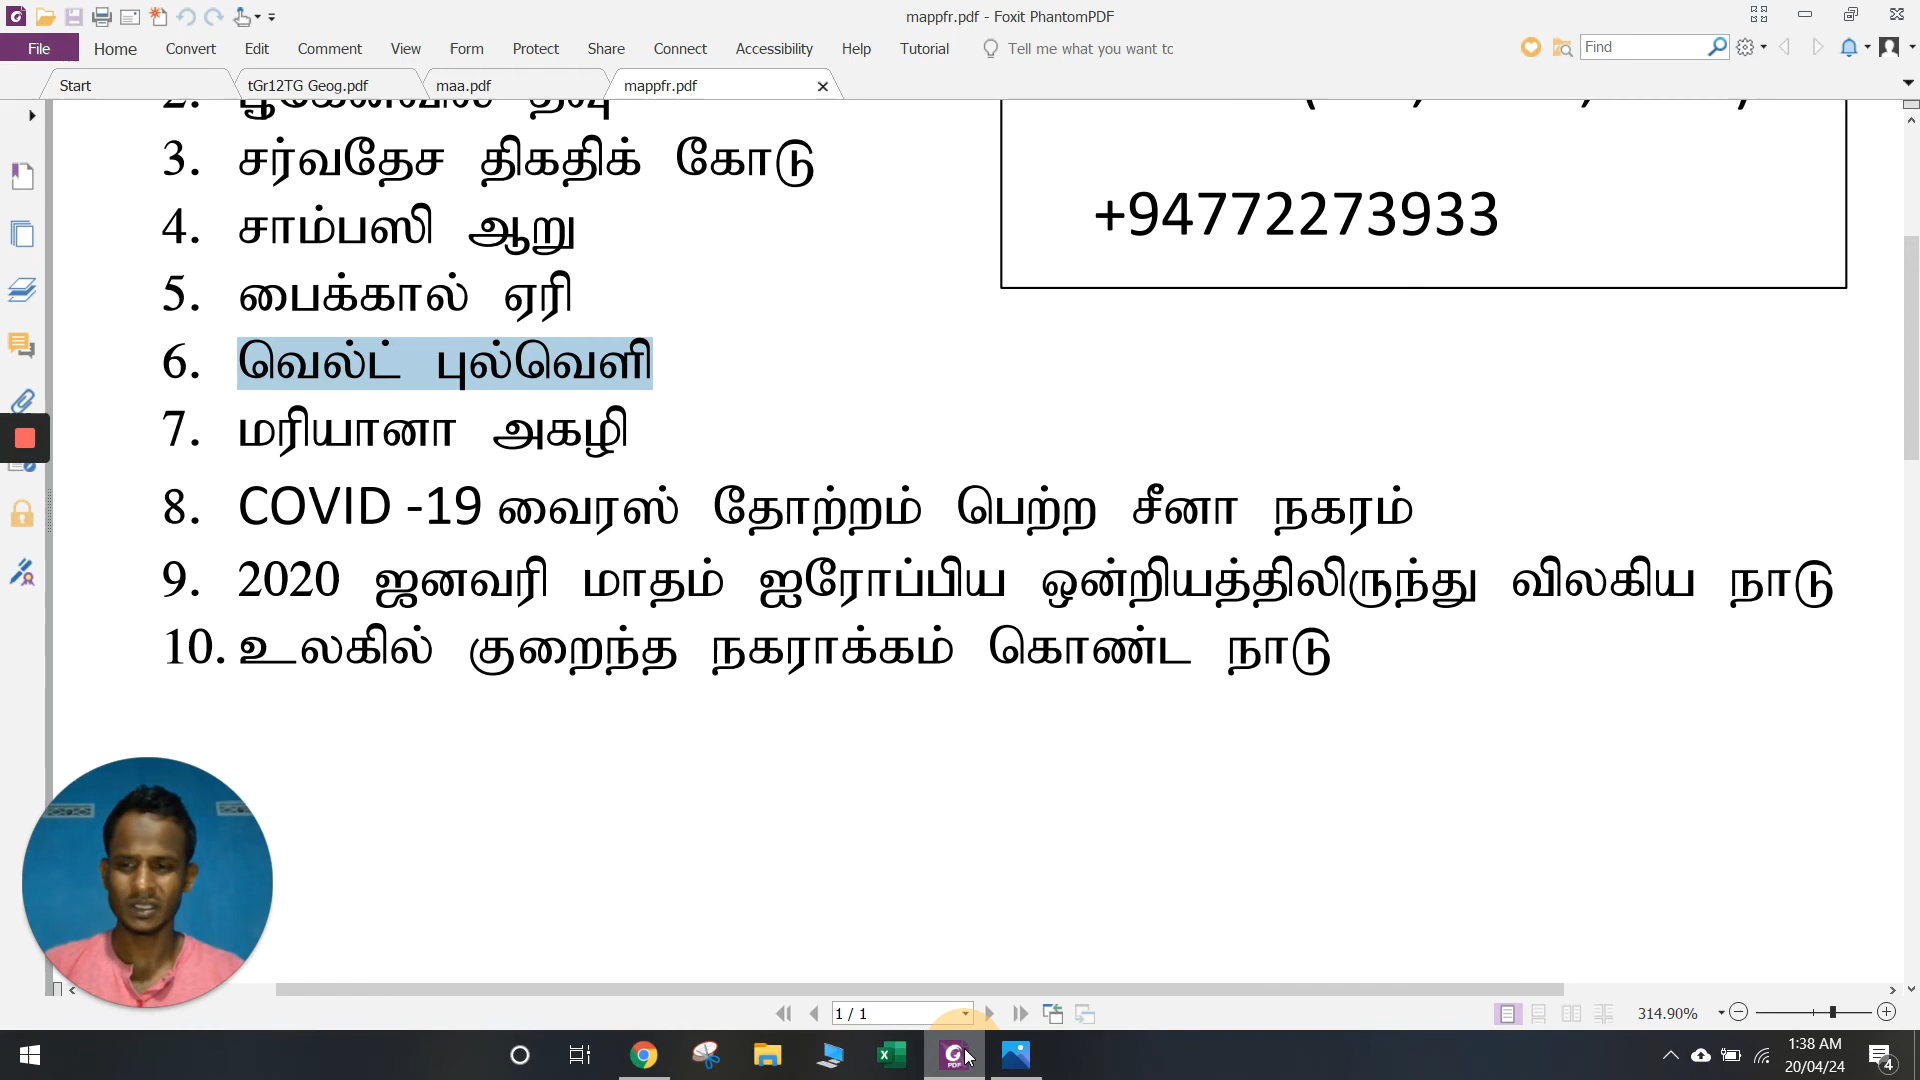 mappfr.pdf - Foxit PhantomPDF
File Home Convert Edit Comment View Form Protect Share Connect Accessibility Help Tutorial Tell me what you want to Find
Start tGr12TG Geog.pdf maa.pdf mappfr.pdf
2.
3. சர்வதேச திகதிக் கோடு
4. சாம்பஸி ஆறு
+94772273933
5. பைக்கால் ஏரி
6. வெல்ட் புல்வெளி
7. மரியானா அகழி
8. COVID -19 வைரஸ் தோற்றம் பெற்ற சீனா நகரம்
9. 2020 ஜனவரி மாதம் ஐரோப்பிய ஒன்றியத்திலிருந்து விலகிய நாடு
10. உலகில் குறைந்த நகராக்கம் கொண்ட நாடு
1 / 1 314.90%
1:38 AM
20/04/24
4